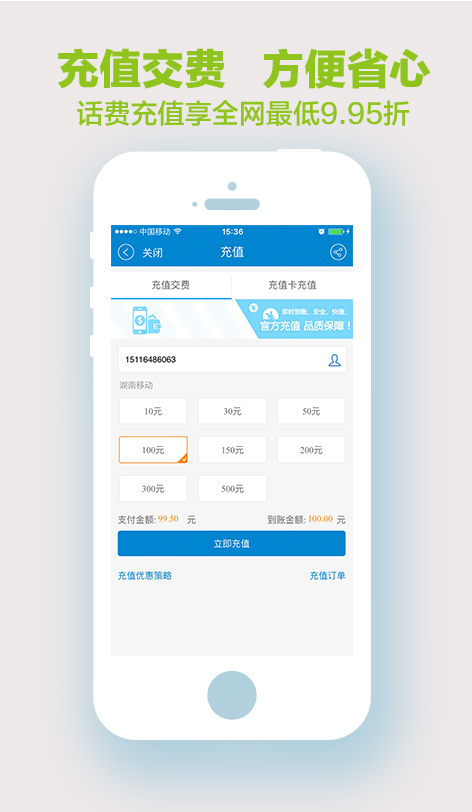 充值交费 方便省心
话费充值享全网最低9.95折
中国移动 15:36
关闭 充值
充值交费 充值卡充值
即时到账、安全、快捷。
官方充值 品质保障！
15116486063
湖南移动
10元 30元 50元
100元 150元 200元
300元 500元
支付金额: 99.50 元 到账金额: 100.00 元
立即充值
充值优惠策略 充值订单